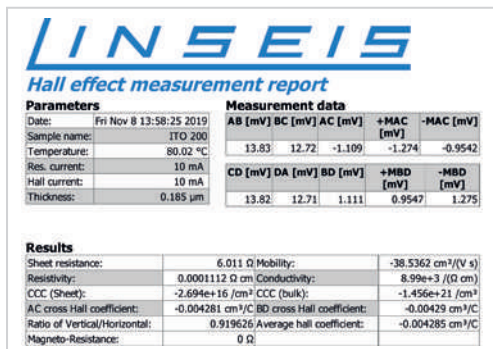 LINSEIS
Hall effect measurement report
Parameters
Date: Fri Nov 8 13:58:25 2019
Sample name: ITO 200
Temperature: 80.02 °C
Res. current: 10 mA
Hall current: 10 mA
Thickness: 0.185 µm
Measurement data
AB [mV] BC [mV] AC [mV] +MAC [mV] -MAC [mV]
13.83 12.72 -1.109 -1.274 -0.9542
CD [mV] DA [mV] BD [mV] +MBD [mV] -MBD [mV]
13.82 12.71 1.111 0.9547 1.275
Results
Sheet resistance: 6.011 Ω Mobility: -38.5362 cm²/(V s)
Resistivity: 0.0001112 Ω cm Conductivity: 8.99e+3 /(Ω cm)
CCC (Sheet): -2.694e+16 /cm² CCC (bulk): -1.456e+21 /cm³
AC cross Hall coefficient: -0.004281 cm³/C BD cross Hall coefficient: -0.00429 cm³/C
Ratio of Vertical/Horizontal: 0.919626 Average hall coefficient: -0.004285 cm³/C
Magneto-Resistance: 0 Ω